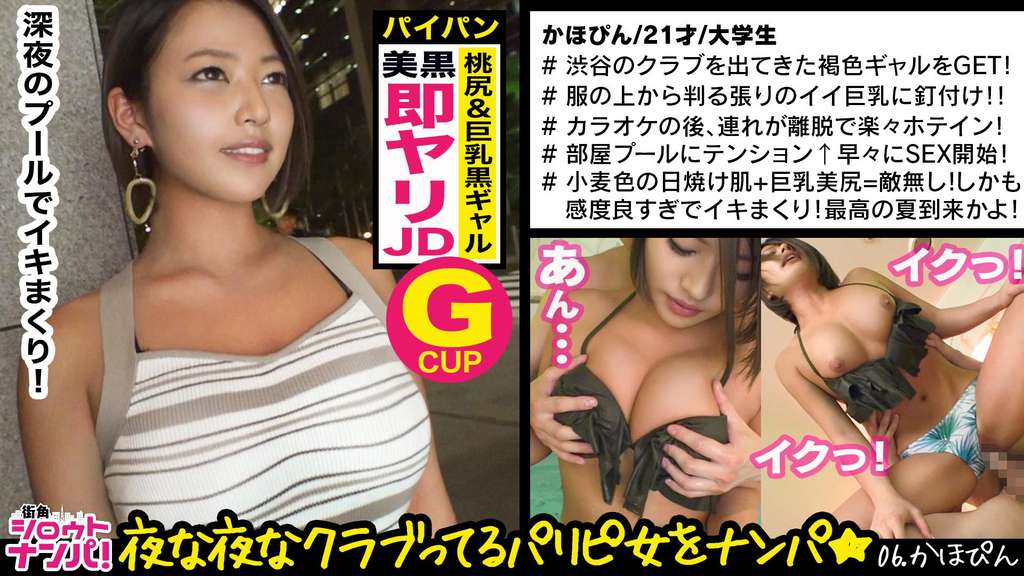 深夜のプールでイキまくり!
パイパン
桃尻&巨乳黒ギャル
美黒
即ヤリJD
G
CUP
かほぴん/21才/大学生
# 渋谷のクラブを出てきた褐色ギャルをGET!
# 服の上から判る張りのイイ巨乳に釘付け!!
# カラオケの後、連れが離脱で楽々ホテイン!
# 部屋プールにテンション↑早々にSEX開始!
# 小麦色の日焼け肌+巨乳美尻=敵無し!しかも
感度良すぎでイキまくり!最高の夏到来かよ!
あん…
イクっ!
イクっ!
街角
シロウト
ナンパ!
夜な夜なクラブってるパリピ女をナンパ★
06.かほぴん